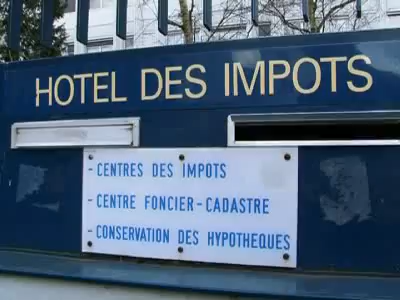 HOTEL DES IMPOTS
- CENTRES DES IMPOTS
- CENTRE FONCIER - CADASTRE
- CONSERVATION DES HYPOTHEQUES